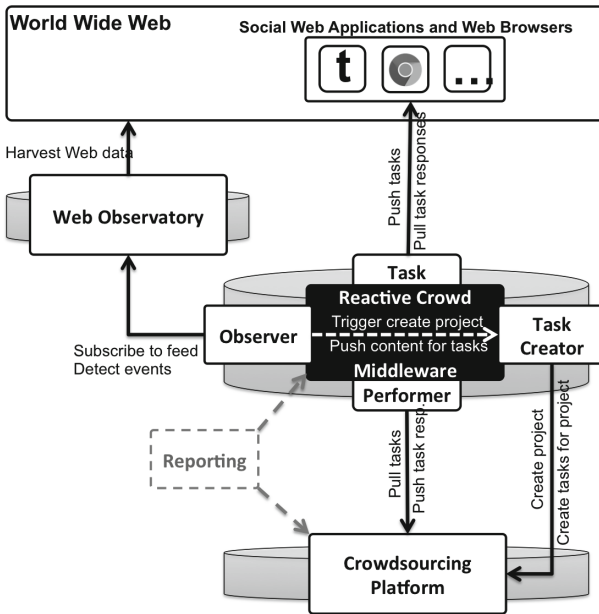 World Wide Web
Social Web Applications and Web Browsers
t
...
Harvest Web data
Push tasks
Pull task responses
Web Observatory
Task
Reactive Crowd
Observer
Trigger create project
Push content for tasks
Task
Creator
Middleware
Performer
Subscribe to feed
Detect events
Reporting
Pull tasks
Push task resp.
Create project
Create tasks for project
Crowdsourcing
Platform